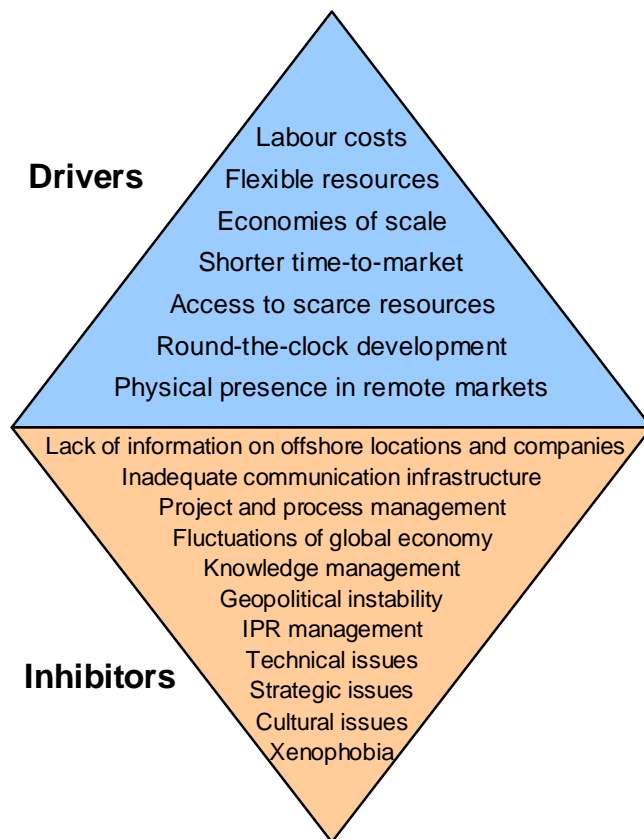 Drivers
Labour costs
Flexible resources
Economies of scale
Shorter time-to-market
Access to scarce resources
Round-the-clock development
Physical presence in remote markets
Lack of information on offshore locations and companies
Inadequate communication infrastructure
Project and process management
Fluctuations of global economy
Knowledge management
Geopolitical instability
IPR management
Technical issues
Inhibitors
Strategic issues
Cultural issues
Xenophobia